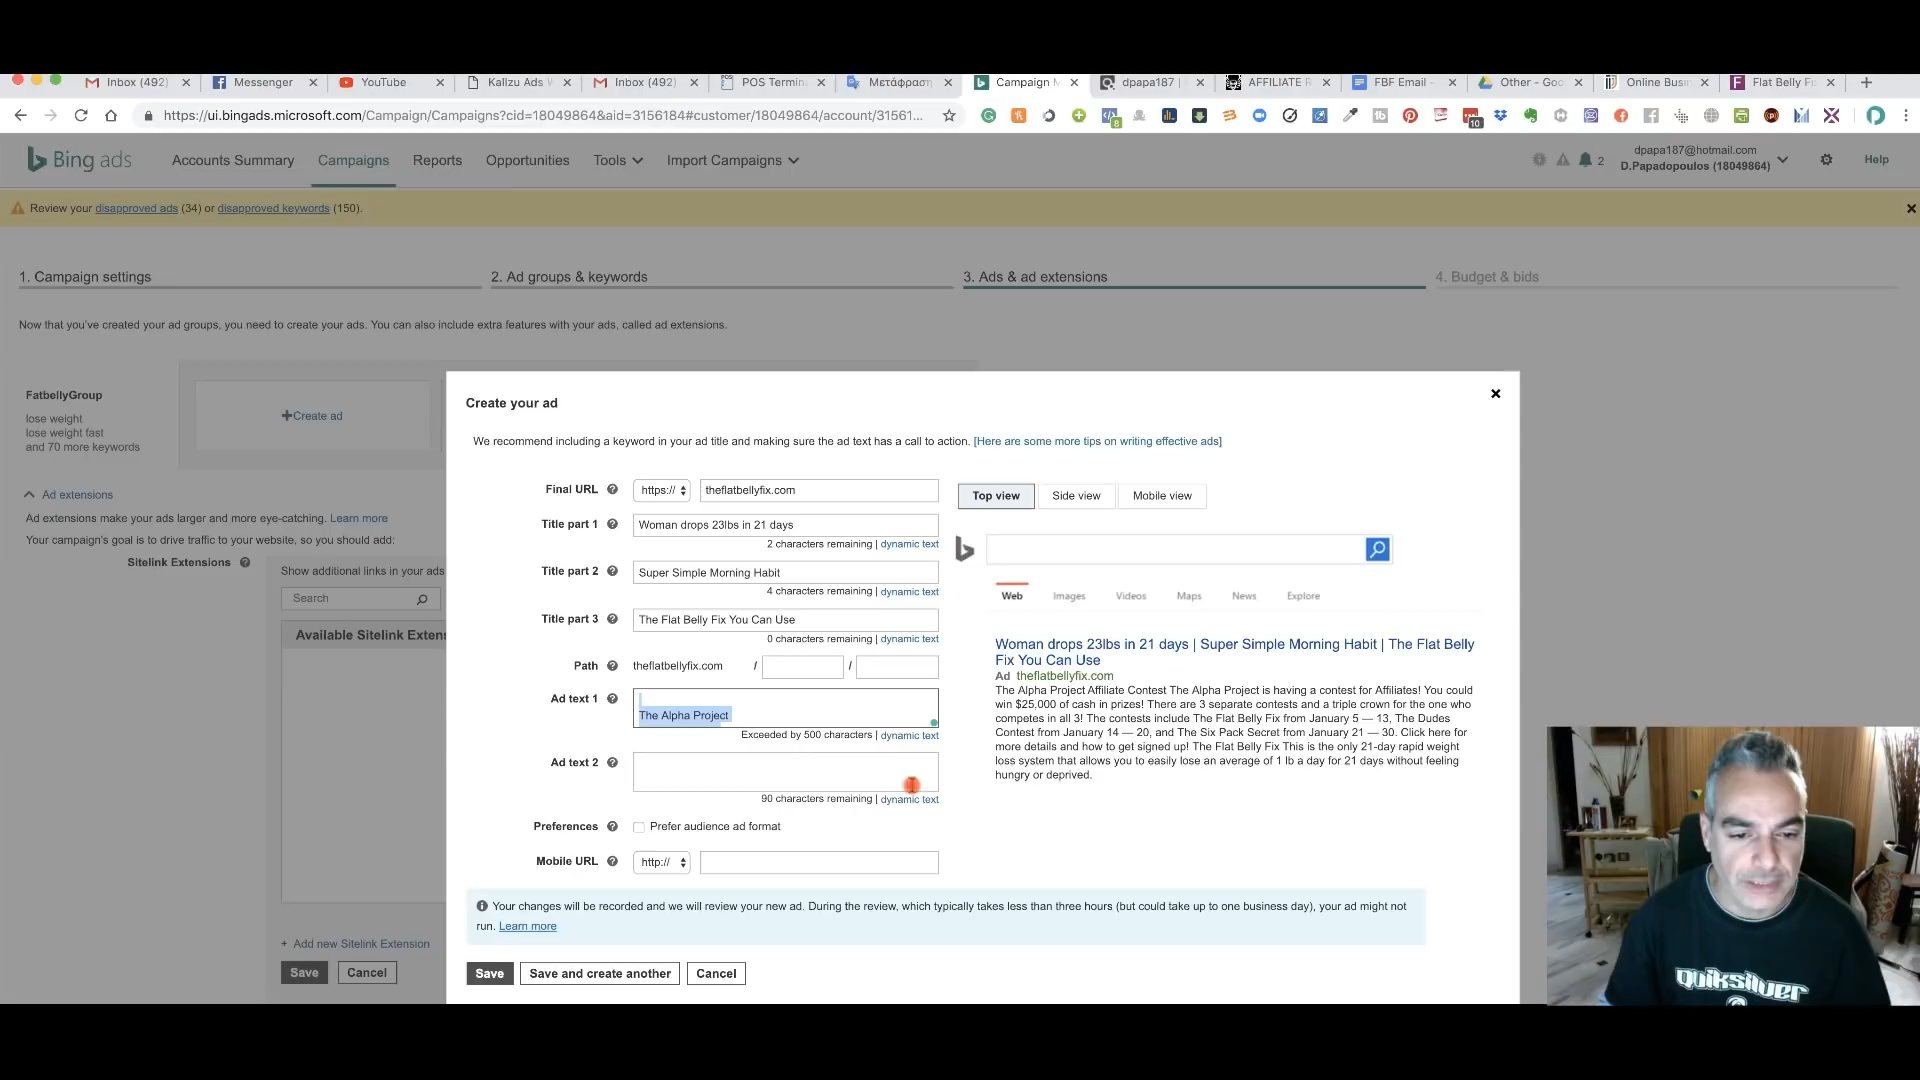 Inbox (492)
Messenger
YouTube
Kalizu Ads
Inbox (492)
POS Termin
Μετάφραση
Campaign M
dpapa187 |
AFFILIATE R
FBF Email -
Other - Goo
Online Busin
Flat Belly Fi
https://ui.bingads.microsoft.com/Campaign/Campaigns?cid=18049864&aid=3156184#customer/18049864/account/31561...
8
10
Bing ads
Accounts Summary
Campaigns
Reports
Opportunities
Tools
Import Campaigns
2
dpapa187@hotmail.com
D.Papadopoulos (18049864)
Help
Review your disapproved ads (34) or disapproved keywords (150).
1. Campaign settings
2. Ad groups & keywords
3. Ads & ad extensions
4. Budget & bids
Now that you've created your ad groups, you need to create your ads. You can also include extra features with your ads, called ad extensions.
FatbellyGroup
lose weight
lose weight fast
and 70 more keywords
Create ad
Ad extensions
Ad extensions make your ads larger and more eye-catching. Learn more
Your campaign's goal is to drive traffic to your website, so you should add:
Sitelink Extensions
Show additional links in your ads
Search
Available Sitelink Exten
+ Add new Sitelink Extension
Save
Cancel
Create your ad
We recommend including a keyword in your ad title and making sure the ad text has a call to action. [Here are some more tips on writing effective ads]
Final URL
https://
theflatbellyfix.com
Title part 1
Woman drops 23lbs in 21 days
2 characters remaining | dynamic text
Title part 2
Super Simple Morning Habit
4 characters remaining | dynamic text
Title part 3
The Flat Belly Fix You Can Use
0 characters remaining | dynamic text
Path
theflatbellyfix.com / /
Ad text 1
The Alpha Project
Exceeded by 500 characters | dynamic text
Ad text 2
90 characters remaining | dynamic text
Preferences
Prefer audience ad format
Mobile URL
http://
Top view
Side view
Mobile view
Web
Images
Videos
Maps
News
Explore
Woman drops 23lbs in 21 days | Super Simple Morning Habit | The Flat Belly
Fix You Can Use
Ad theflatbellyfix.com
The Alpha Project Affiliate Contest The Alpha Project is having a contest for Affiliates! You could
win $25,000 of cash in prizes! There are 3 separate contests and a triple crown for the one who
competes in all 3! The contests include The Flat Belly Fix from January 5 — 13, The Dudes
Contest from January 14 — 20, and The Six Pack Secret from January 21 — 30. Click here for
more details and how to get signed up! The Flat Belly Fix This is the only 21-day rapid weight
loss system that allows you to easily lose an average of 1 lb a day for 21 days without feeling
hungry or deprived.
Your changes will be recorded and we will review your new ad. During the review, which typically takes less than three hours (but could take up to one business day), your ad might not
run. Learn more
Save
Save and create another
Cancel
quiksilver